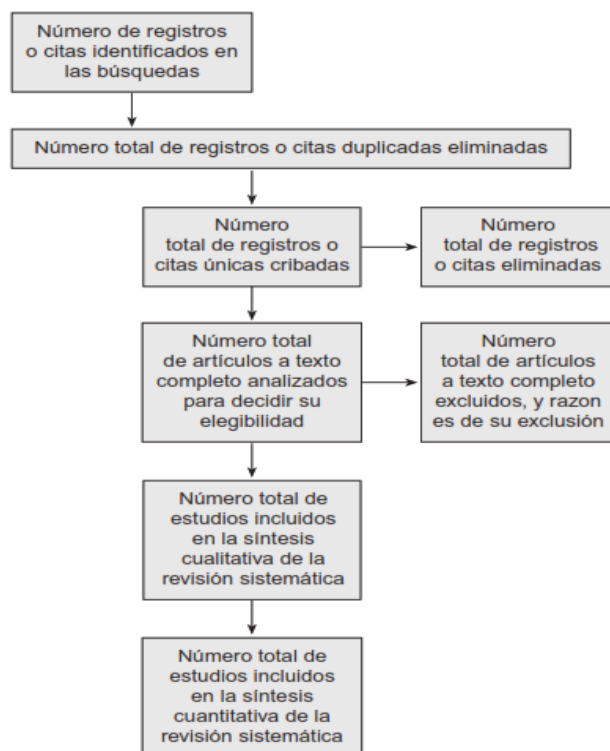 Número de registros
o citas identificados en
las búsquedas
Número total de registros o citas duplicadas eliminadas
Número
total de registros o
citas únicas cribadas
Número
total de registros
o citas eliminadas
Número total
de artículos a texto
completo analizados
para decidir su
elegibilidad
Número
total de artículos
a texto completo
excluidos, y razon
es de su exclusión
Número total de
estudios incluidos
en la síntesis
cualitativa de la
revisión sistemática
Número total de
estudios incluidos
en la síntesis
cuantitativa de la
revisión sistemática